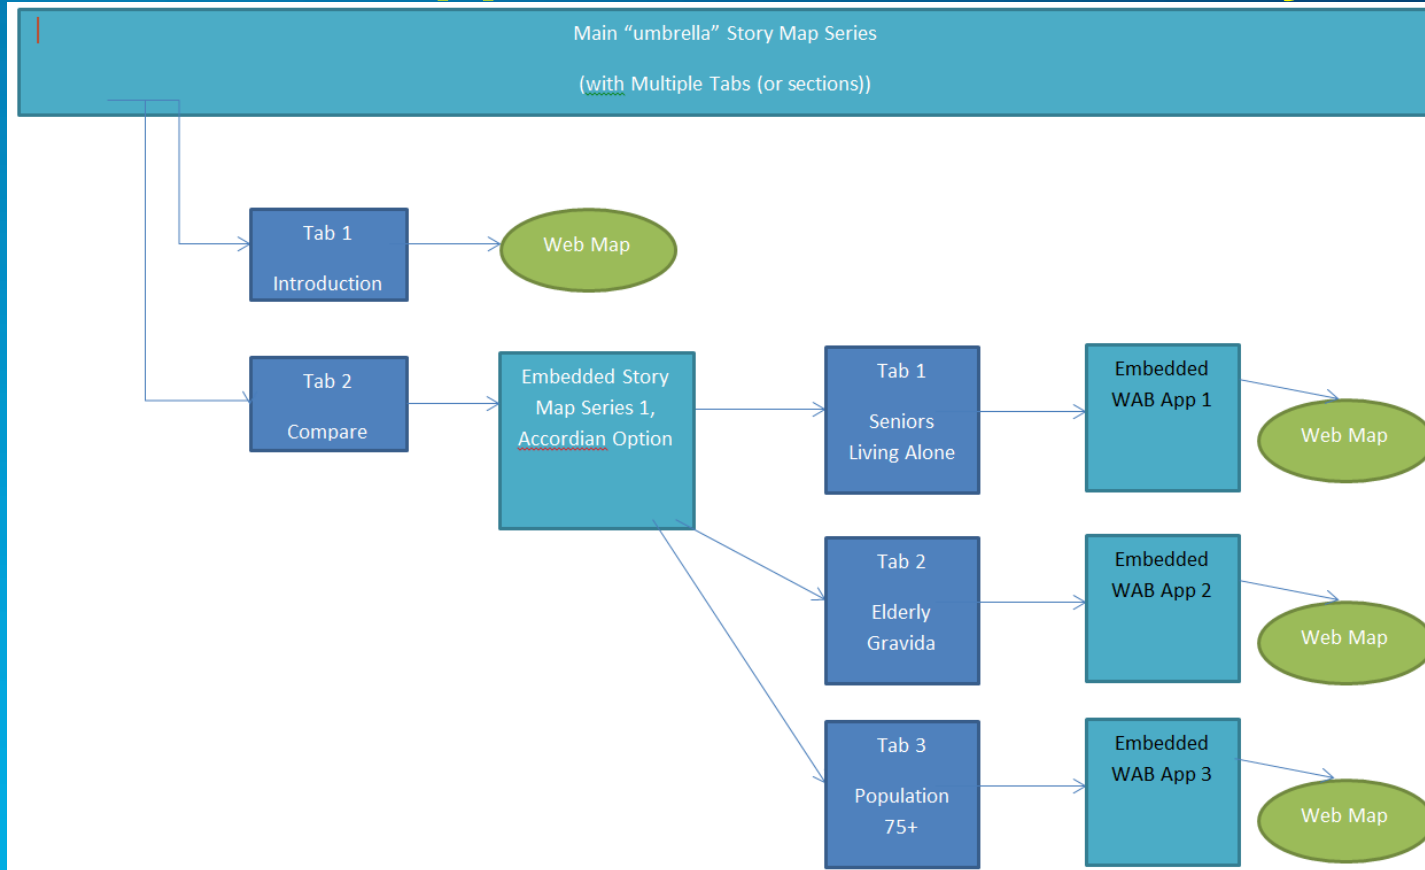 Main “umbrella” Story Map Series
(with Multiple Tabs (or sections))
Tab 1
Introduction
Web Map
Tab 2
Compare
Embedded Story
Map Series 1,
Accordian Option
Tab 1
Seniors
Living Alone
Embedded
WAB App 1
Web Map
Tab 2
Elderly
Gravida
Embedded
WAB App 2
Web Map
Tab 3
Population
75+
Embedded
WAB App 3
Web Map